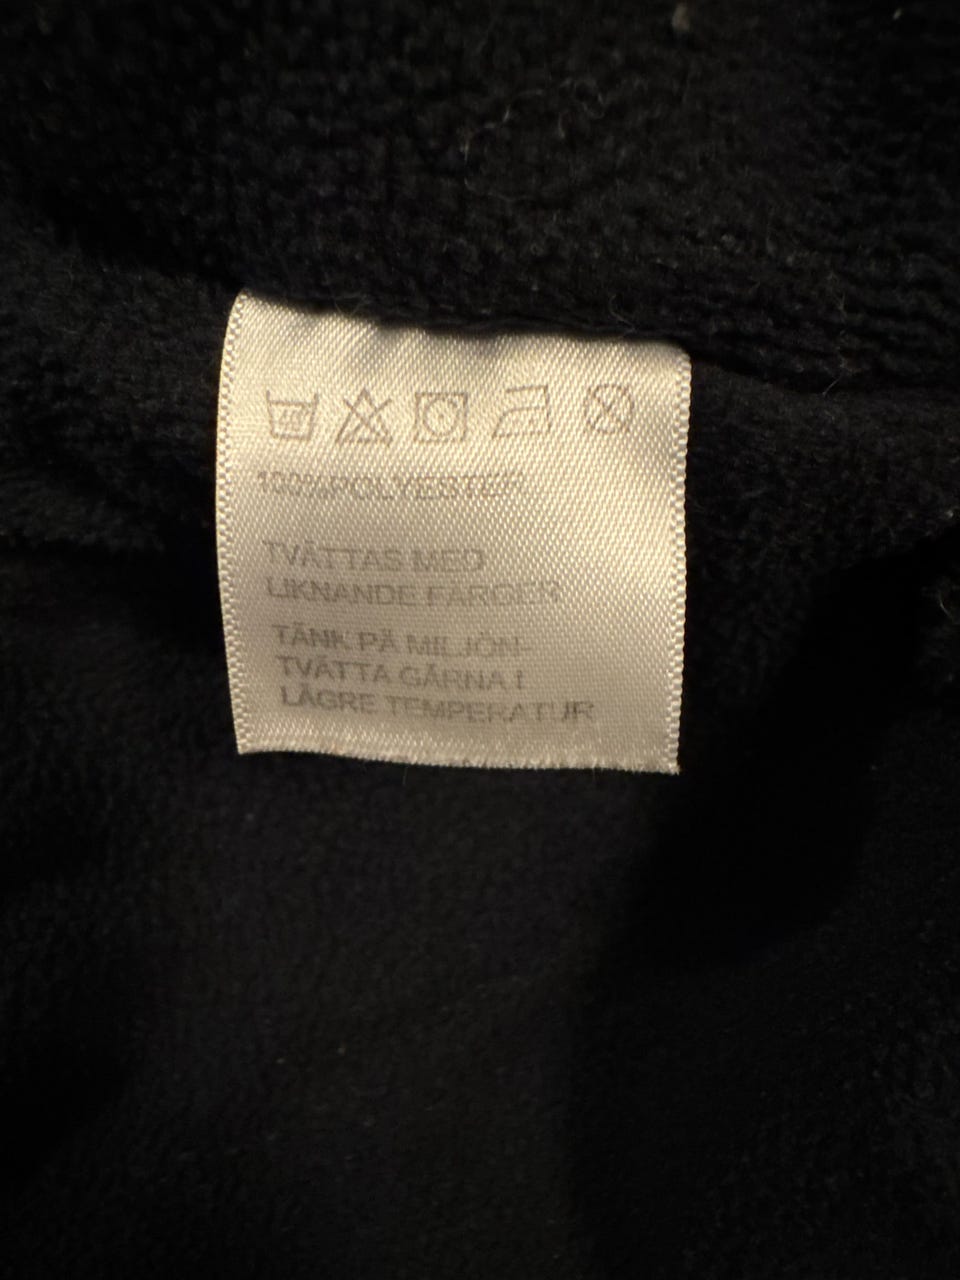 100%POLYESTER
TVÄTTAS MED
LIKNANDE FÄRGER
TÄNK PÅ MILJÖN-
TVÄTTA GÄRNA I
LÄGRE TEMPERATUR